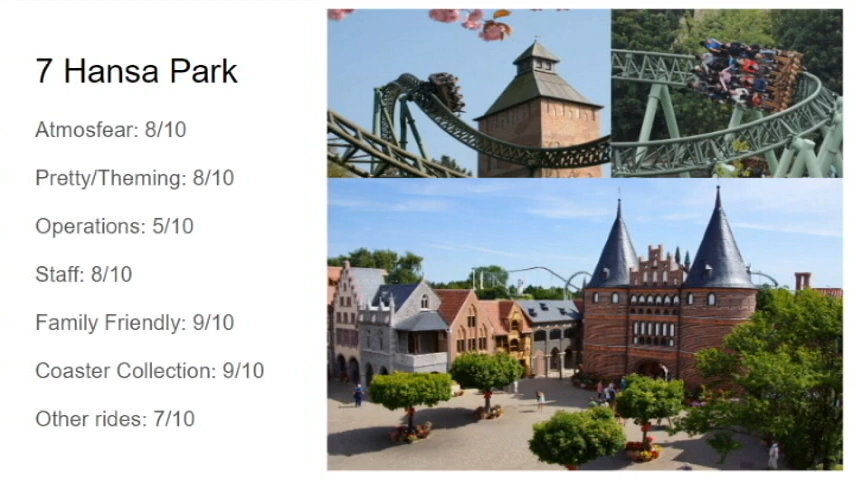 7 Hansa Park
Atmosfear: 8/10
Pretty/Theming: 8/10
Operations: 5/10
Staff: 8/10
Family Friendly: 9/10
Coaster Collection: 9/10
Other rides: 7/10